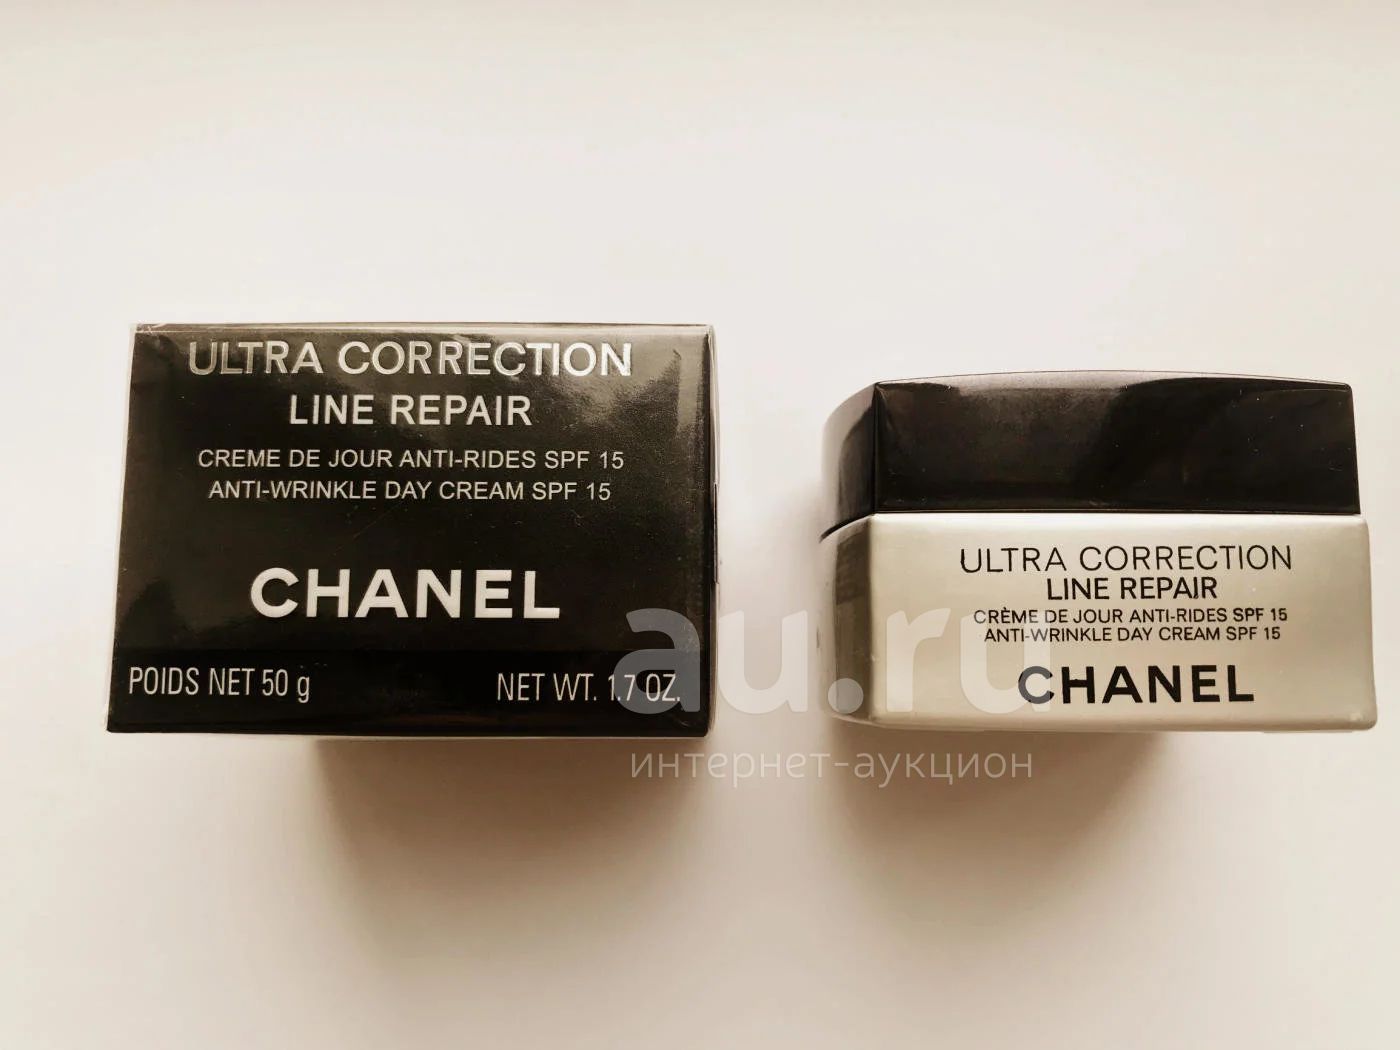 ULTRA CORRECTION
LINE REPAIR
CREME DE JOUR ANTI-RIDES SPF 15
ANTI-WRINKLE DAY CREAM SPF 15
CHANEL
POIDS NET 50 g
NET WT. 1.7 OZ.
ULTRA CORRECTION
LINE REPAIR
CRÈME DE JOUR ANTI-RIDES SPF 15
ANTI-WRINKLE DAY CREAM SPF 15
CHANEL
au.ru
интернет-аукцион